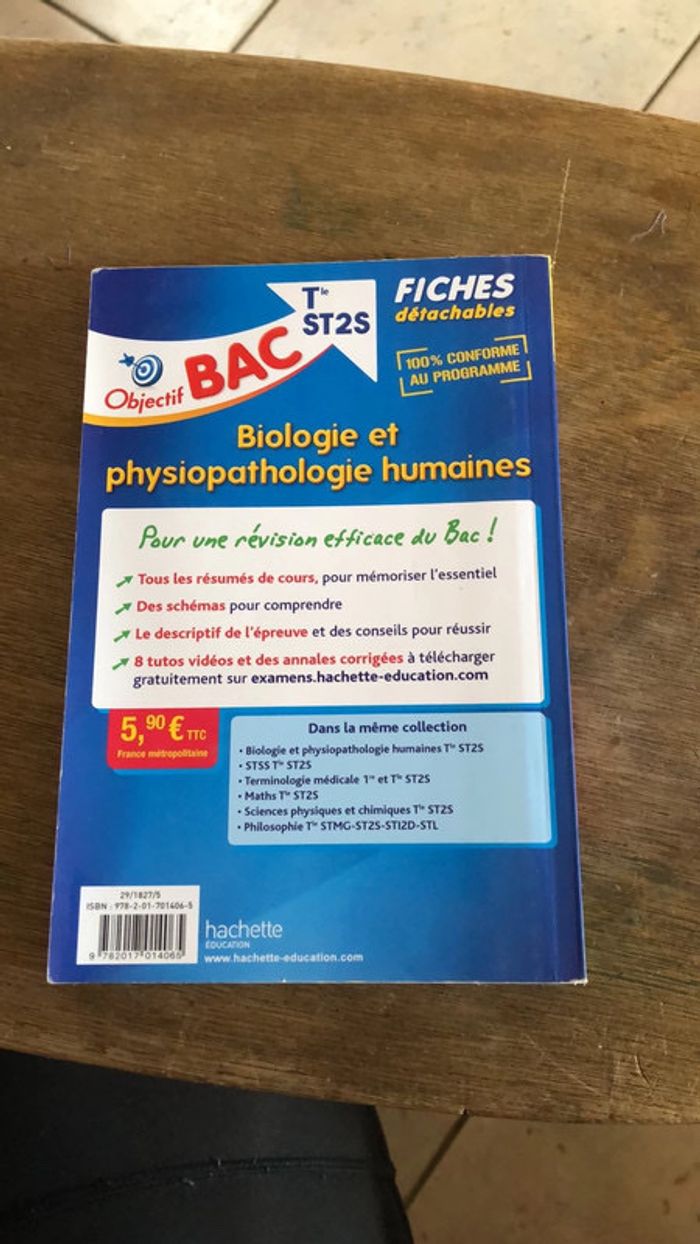 Tle
ST2S
FICHES
détachables
100% CONFORME
AU PROGRAMME
Objectif BAC
Biologie et
physiopathologie humaines
Pour une révision efficace du Bac !
Tous les résumés de cours, pour mémoriser l'essentiel
Des schémas pour comprendre
Le descriptif de l'épreuve et des conseils pour réussir
8 tutos vidéos et des annales corrigées à télécharger
gratuitement sur examens.hachette-education.com
5,90 € TTC
France métropolitaine
Dans la même collection
• Biologie et physiopathologie humaines Tle ST2S
• STSS Tle ST2S
• Terminologie médicale 1re et Tle ST2S
• Maths Tle ST2S
• Sciences physiques et chimiques Tle ST2S
• Philosophie Tle STMG-ST2S-STI2D-STL
29/1827/5
ISBN : 978-2-01-701406-5
9 782017 014065
hachette
ÉDUCATION
www.hachette-education.com